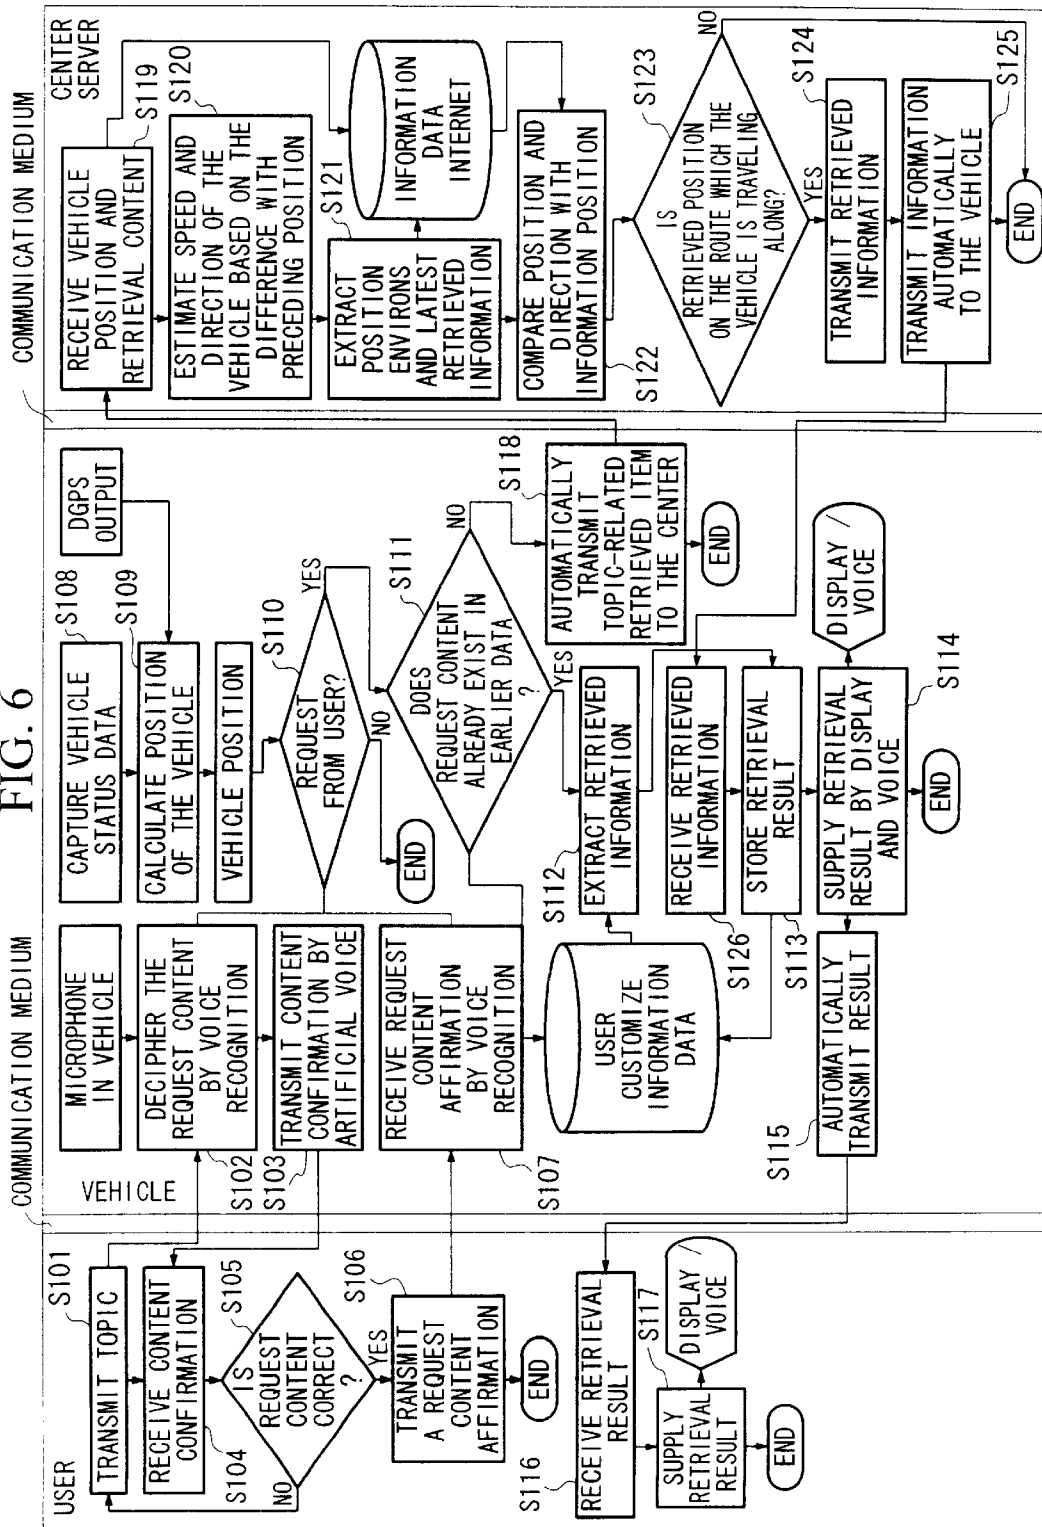 FIG. 6
COMMUNICATION MEDIUM
COMMUNICATION MEDIUM
USER
S101
TRANSMIT TOPIC
RECEIVE CONTENT
CONFIRMATION
S104
S105
IS
REQUEST
CONTENT
CORRECT
?
NO
YES
S106
TRANSMIT
A REQUEST
CONTENT
AFFIRMATION
END
S116
RECEIVE RETRIEVAL
RESULT
S117
SUPPLY
RETRIEVAL
RESULT
DISPLAY /
VOICE
END
VEHICLE
MICROPHONE
IN VEHICLE
DECIPHER THE
REQUEST CONTENT
BY VOICE
RECOGNITION
S102
TRANSMIT CONTENT
CONFIRMATION BY
ARTIFICIAL VOICE
S103
RECEIVE REQUEST
CONTENT
AFFIRMATION
BY VOICE
RECOGNITION
S107
USER
CUSTOMIZE
INFORMATION
DATA
CAPTURE VEHICLE
STATUS DATA
S108
DGPS
OUTPUT
CALCULATE POSITION
OF THE VEHICLE
S109
VEHICLE POSITION
S110
REQUEST
FROM USER?
YES
NO
END
S111
DOES
REQUEST CONTENT
ALREADY EXIST IN
EARLIER DATA
?
NO
YES
S118
AUTOMATICALLY
TRANSMIT
TOPIC-RELATED
RETRIEVED ITEM
TO THE CENTER
END
S112
EXTRACT RETRIEVED
INFORMATION
RECEIVE RETRIEVED
INFORMATION
S126
STORE RETRIEVAL
RESULT
S113
SUPPLY RETRIEVAL
RESULT BY DISPLAY
AND VOICE
S114
DISPLAY /
VOICE
END
AUTOMATICALLY
TRANSMIT RESULT
S115
CENTER
SERVER
RECEIVE VEHICLE
POSITION AND
RETRIEVAL CONTENT
S119
ESTIMATE SPEED AND
DIRECTION OF THE
VEHICLE BASED ON THE
DIFFERENCE WITH
PRECEDING POSITION
S120
EXTRACT
POSITION
ENVIRONS
AND LATEST
RETRIEVED
INFORMATION
S121
INFORMATION
DATA
INTERNET
COMPARE POSITION AND
DIRECTION WITH
INFORMATION POSITION
S122
S123
IS
RETRIEVED POSITION
ON THE ROUTE WHICH THE
VEHICLE IS TRAVELING
ALONG?
NO
YES
S124
TRANSMIT RETRIEVED
INFORMATION
TRANSMIT INFORMATION
AUTOMATICALLY
TO THE VEHICLE
S125
END